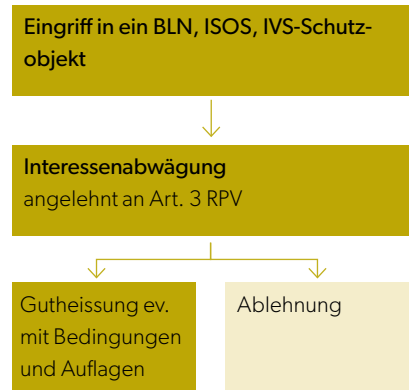 Eingriff in ein BLN, ISOS, IVS-Schutz-
objekt
Interessenabwägung
angelehnt an Art. 3 RPV
Gutheissung ev.
mit Bedingungen
und Auflagen
Ablehnung